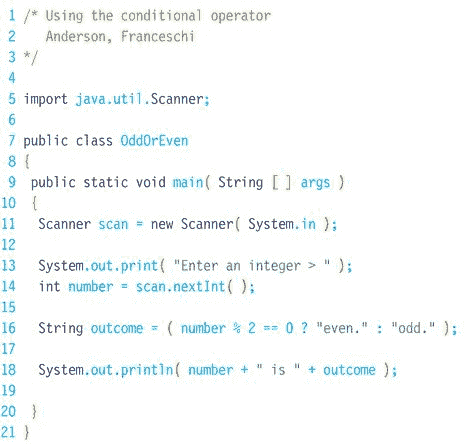 1 /* Using the conditional operator
2    Anderson, Franceschi
3 */
4
5 import java.util.Scanner;
6
7 public class OddOrEven
8 {
9  public static void main( String [ ] args )
10  {
11   Scanner scan = new Scanner( System.in );
12
13   System.out.print( "Enter an integer > " );
14   int number = scan.nextInt( );
15
16   String outcome = ( number % 2 == 0 ? "even." : "odd." );
17
18   System.out.println( number + " is " + outcome );
19
20  }
21 }